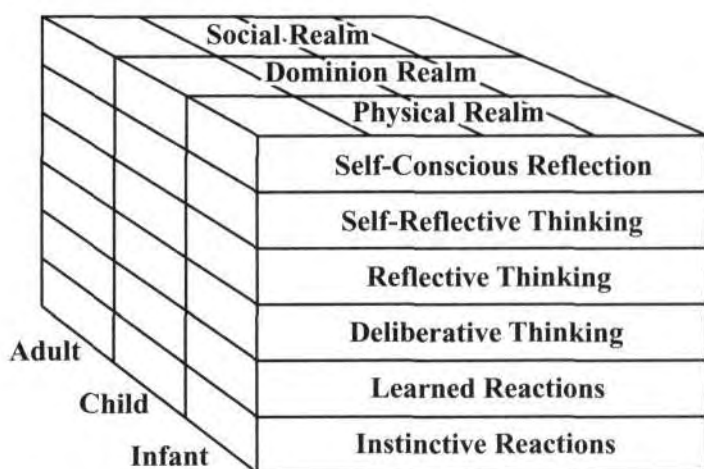 Social Realm
Dominion Realm
Physical Realm
Self-Conscious Reflection
Self-Reflective Thinking
Reflective Thinking
Deliberative Thinking
Learned Reactions
Instinctive Reactions
Adult
Child
Infant